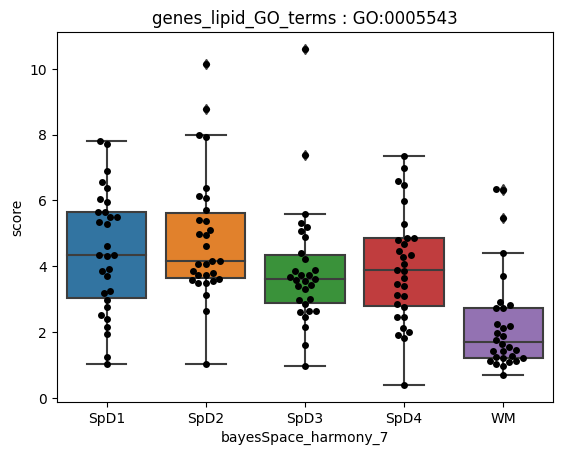 genes_lipid_GO_terms : GO:0005543
10
8
6
4
2
0
score
SpD1 SpD2 SpD3 SpD4 WM
bayesSpace_harmony_7